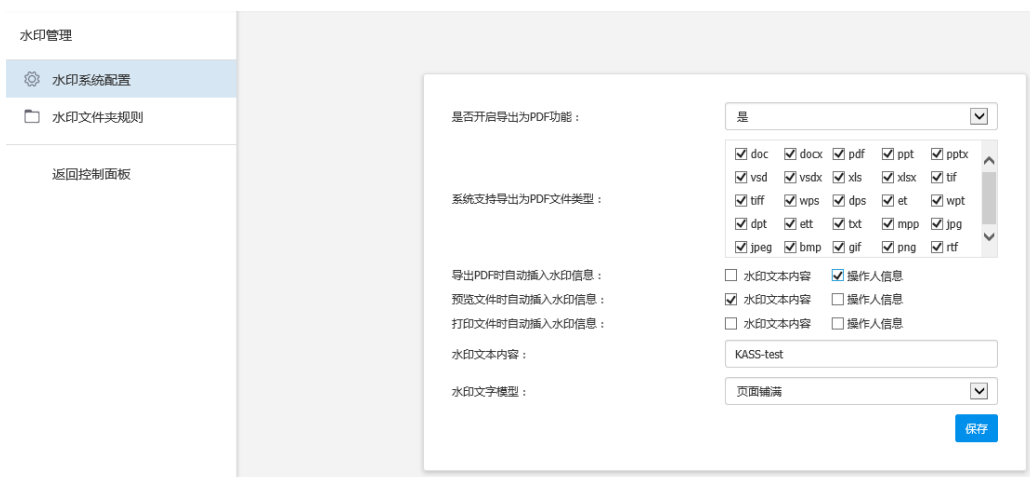 水印管理
水印系统配置
水印文件夹规则
返回控制面板
是否开启导出为PDF功能： 是
系统支持导出为PDF文件类型：
doc docx pdf ppt pptx
vsd vsdx xls xlsx tif
tiff wps dps et wpt
dpt ett txt mpp jpg
jpeg bmp gif png rtf
导出PDF时自动插入水印信息： 水印文本内容 操作人信息
预览文件时自动插入水印信息： 水印文本内容 操作人信息
打印文件时自动插入水印信息： 水印文本内容 操作人信息
水印文本内容： KASS-test
水印文字模型： 页面铺满
保存